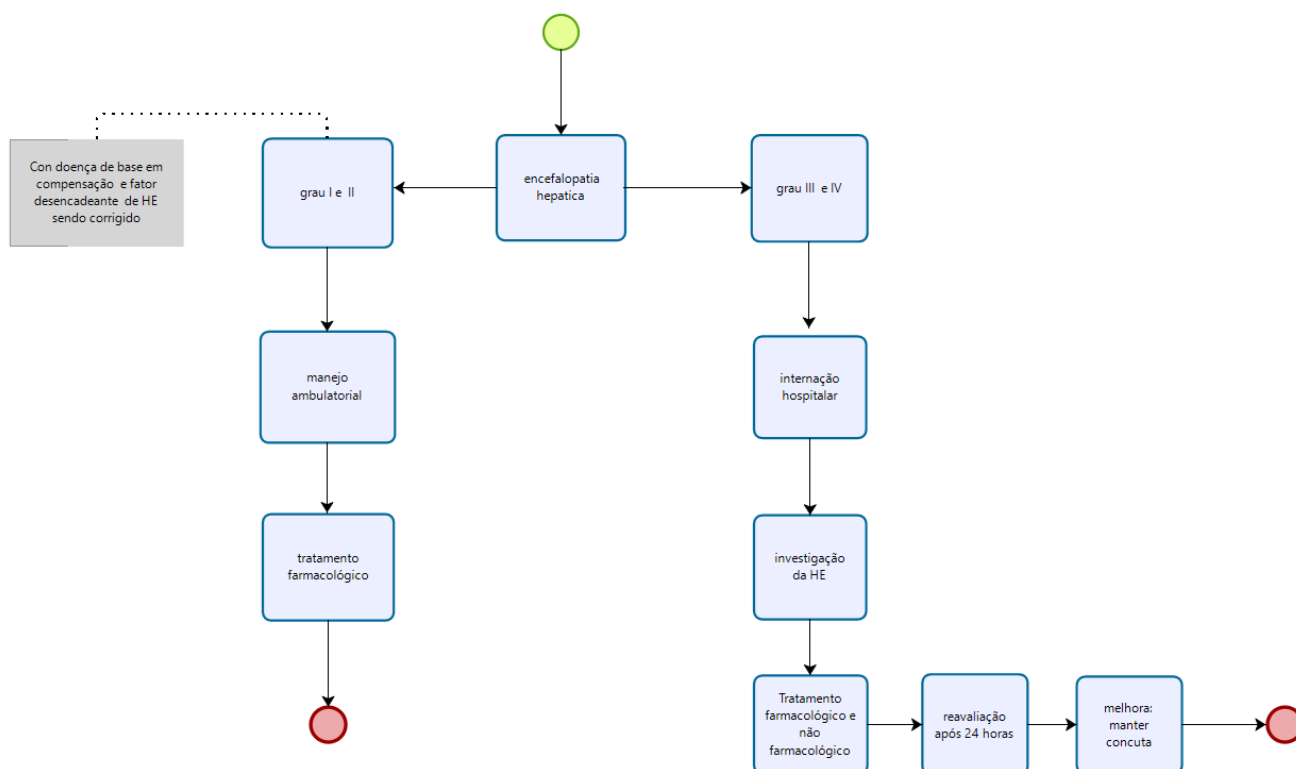 Con doença de base em
compensação e fator
desencadeante de HE
sendo corrigido
grau I e II
encefalopatia
hepatica
grau III e IV
manejo
ambulatorial
internação
hospitalar
tratamento
farmacológico
investigação
da HE
Tratamento
farmacológico e
não
farmacológico
reavaliação
após 24 horas
melhora:
manter
concuta